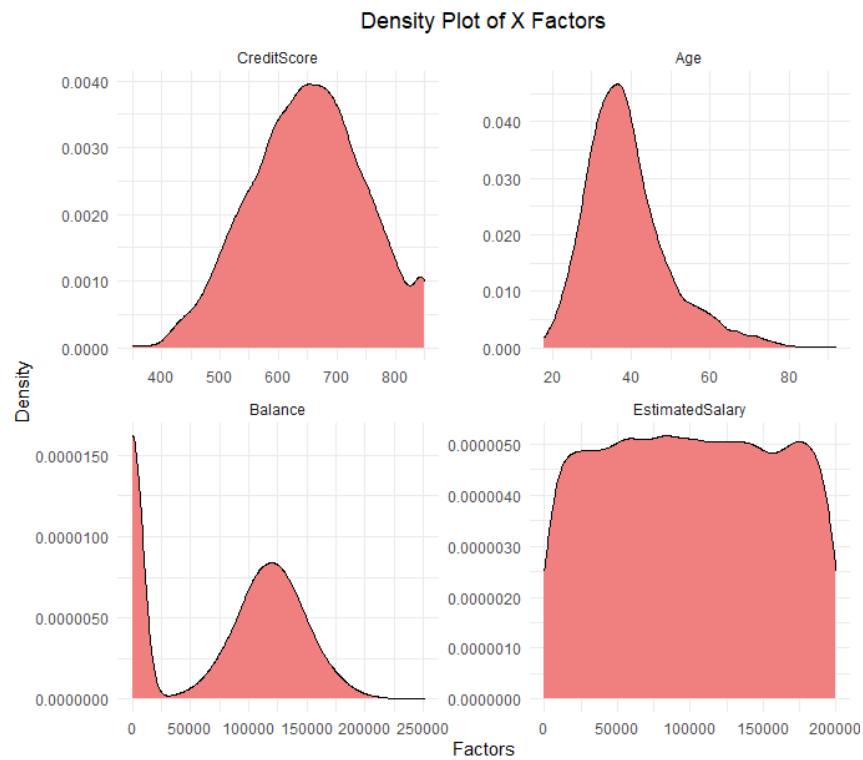 Density Plot of X Factors
CreditScore
0.0040
0.0030
0.0020
0.0010
0.0000
400 500 600 700 800
Age
0.040
0.030
0.020
0.010
0.000
20 40 60 80
Density
Balance
0.0000150
0.0000100
0.0000050
0.0000000
0 50000 100000 150000 200000 250000
EstimatedSalary
0.0000050
0.0000040
0.0000030
0.0000020
0.0000010
0.0000000
0 50000 100000 150000 200000
Factors